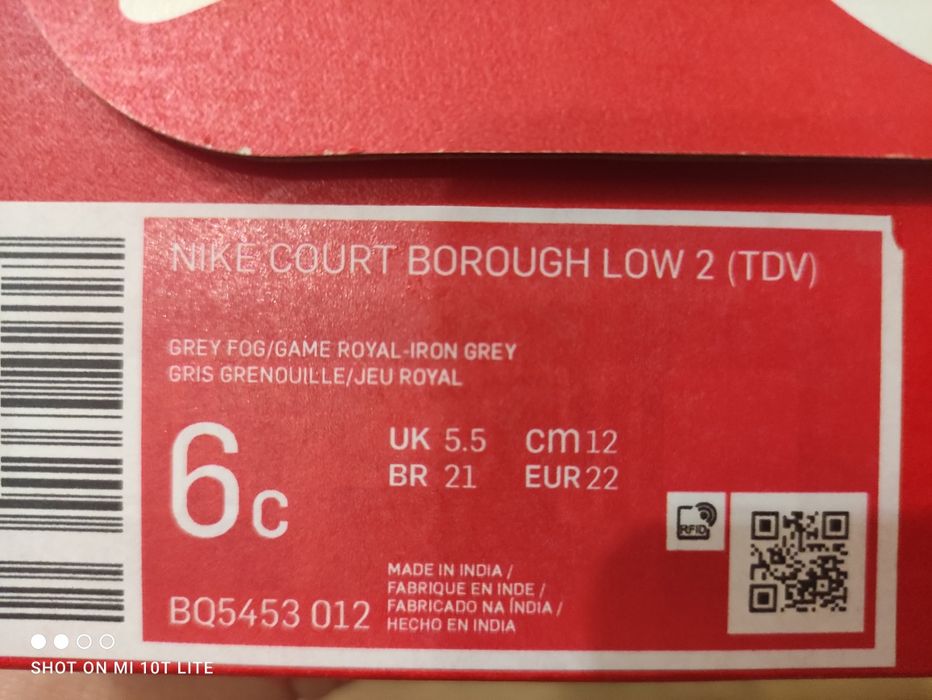 NIKE COURT BOROUGH LOW 2 (TDV)
GREY FOG/GAME ROYAL-IRON GREY
GRIS GRENOUILLE/JEU ROYAL
6c
UK 5.5 cm 12
BR 21 EUR 22
RFID
MADE IN INDIA /
FABRIQUE EN INDE /
FABRICADO NA ÍNDIA /
HECHO EN INDIA
BQ5453 012
SHOT ON MI 10T LITE